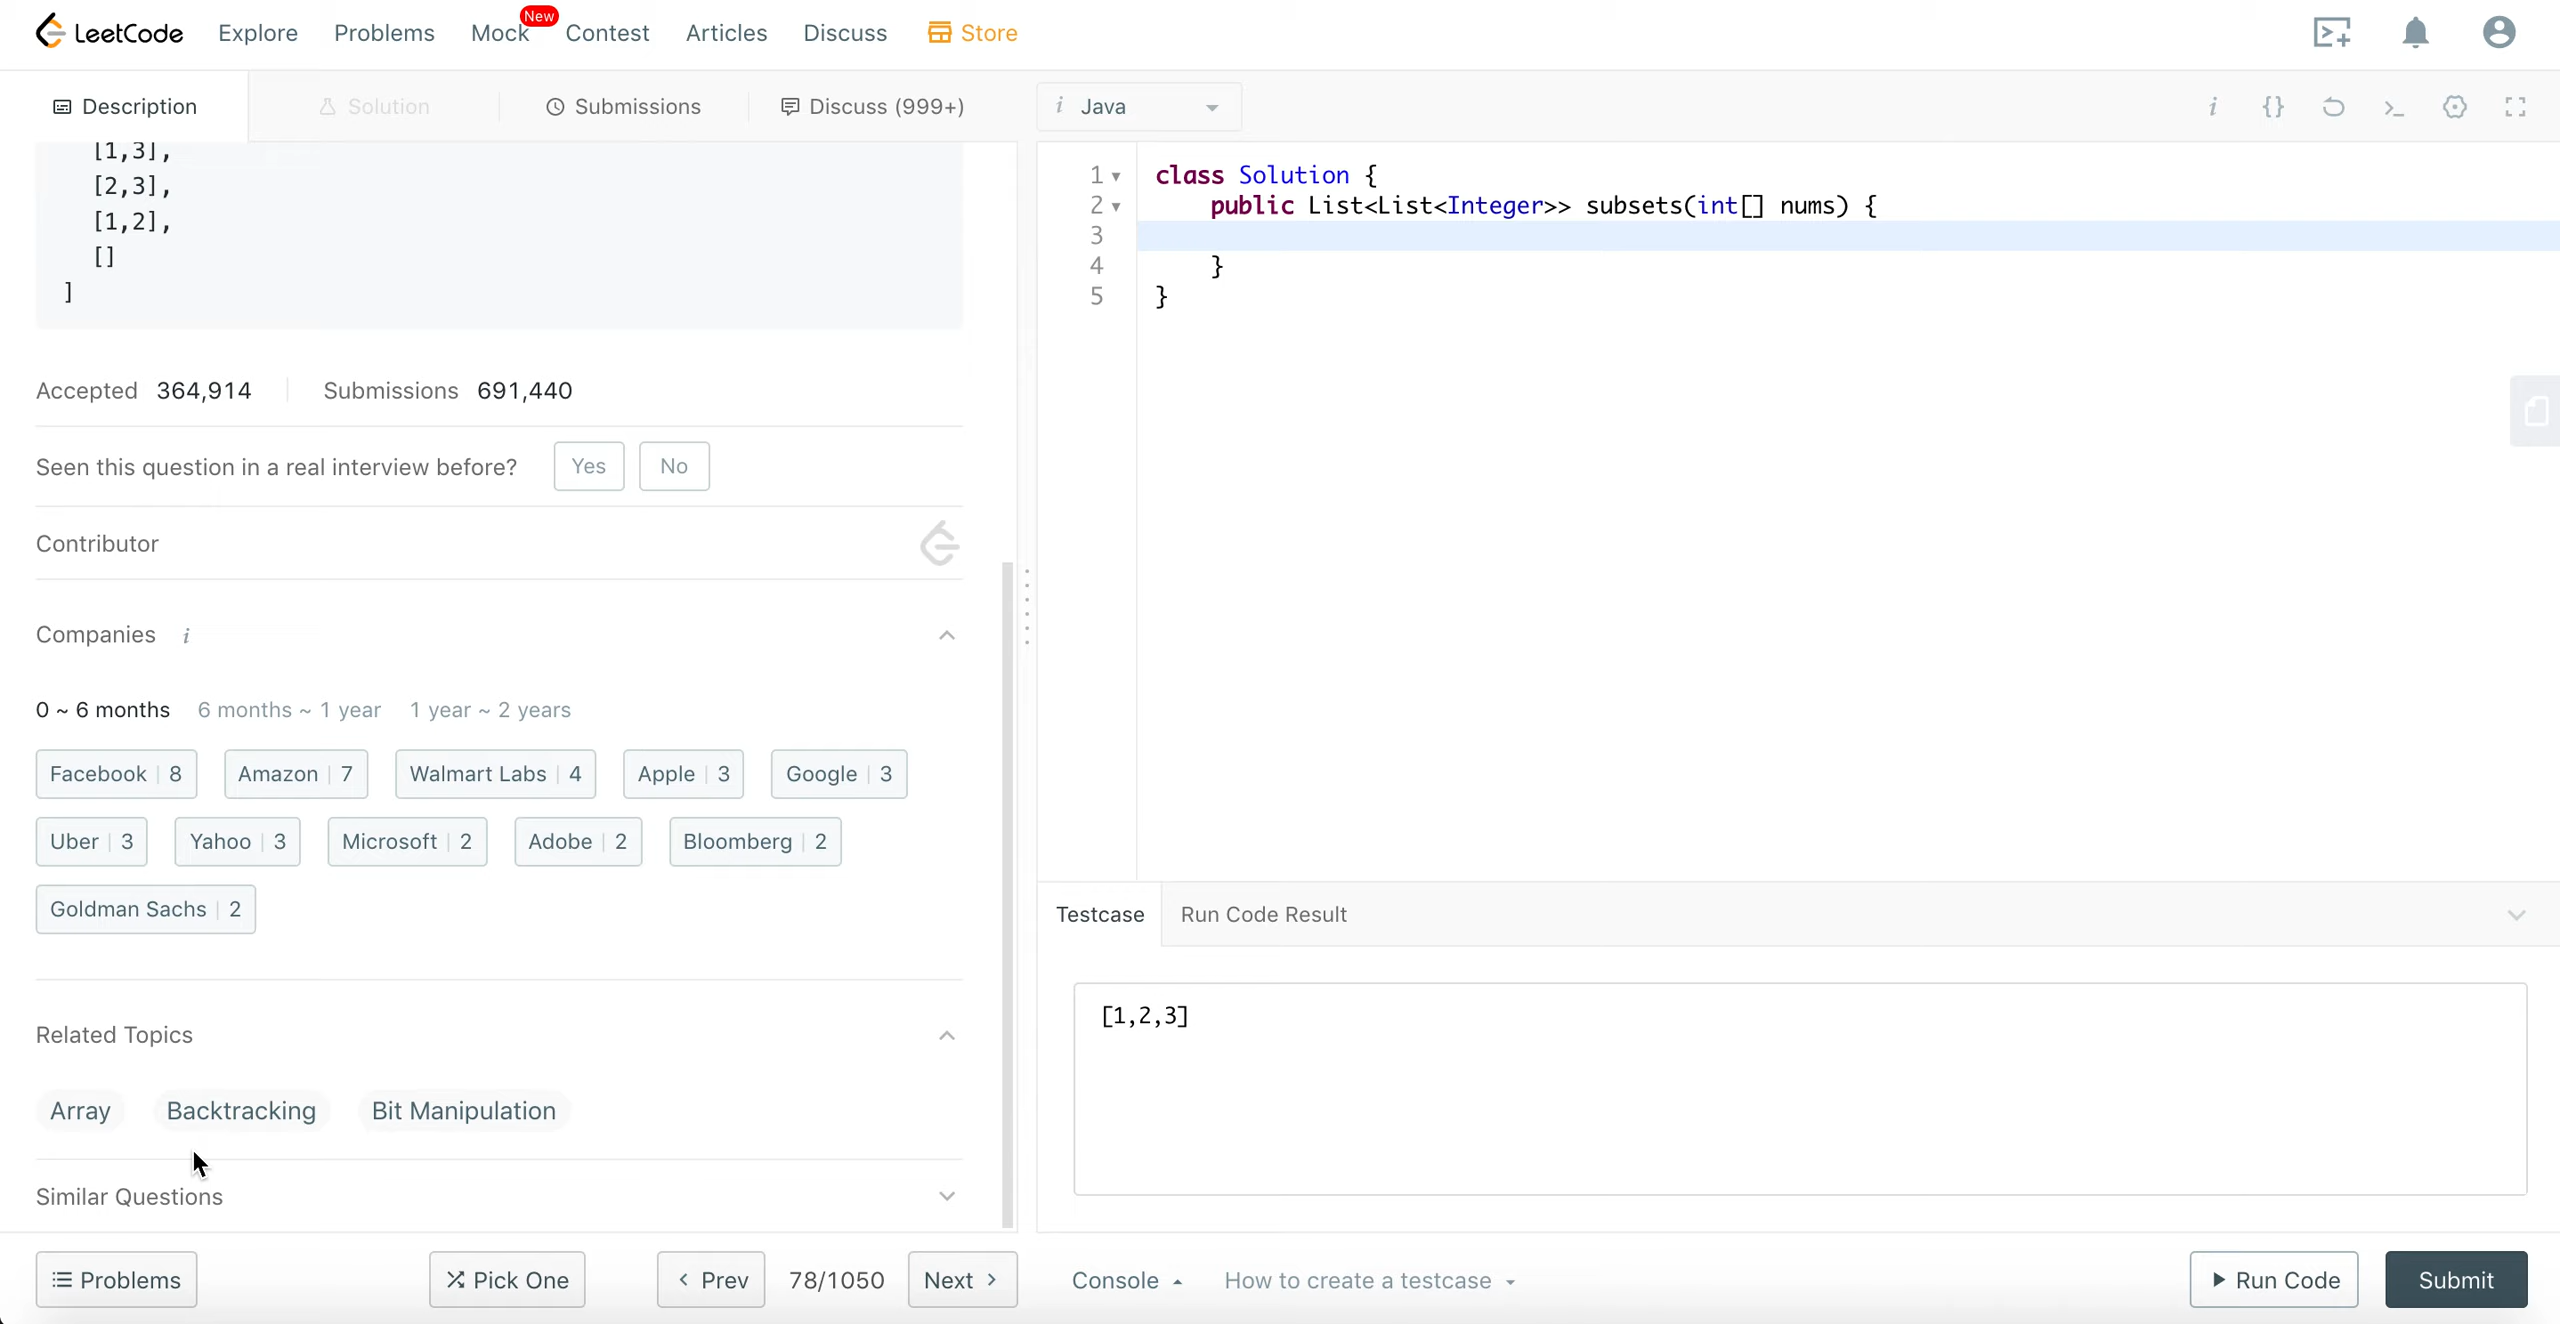 LeetCode Explore Problems Mock New Contest Articles Discuss Store
Description Solution Submissions Discuss (999+)
[1,3],
[2,3],
[1,2],
[]
]
Accepted 364,914 Submissions 691,440
Seen this question in a real interview before? Yes No
Contributor
Companies i
0 ~ 6 months 6 months ~ 1 year 1 year ~ 2 years
Facebook 8 Amazon 7 Walmart Labs 4 Apple 3 Google 3
Uber 3 Yahoo 3 Microsoft 2 Adobe 2 Bloomberg 2
Goldman Sachs 2
Related Topics
Array Backtracking Bit Manipulation
Similar Questions
Problems Pick One < Prev 78/1050 Next >
i Java i {} >_
1 class Solution {
2 public List<List<Integer>> subsets(int[] nums) {
3
4 }
5 }
Testcase Run Code Result
[1,2,3]
Console How to create a testcase Run Code Submit